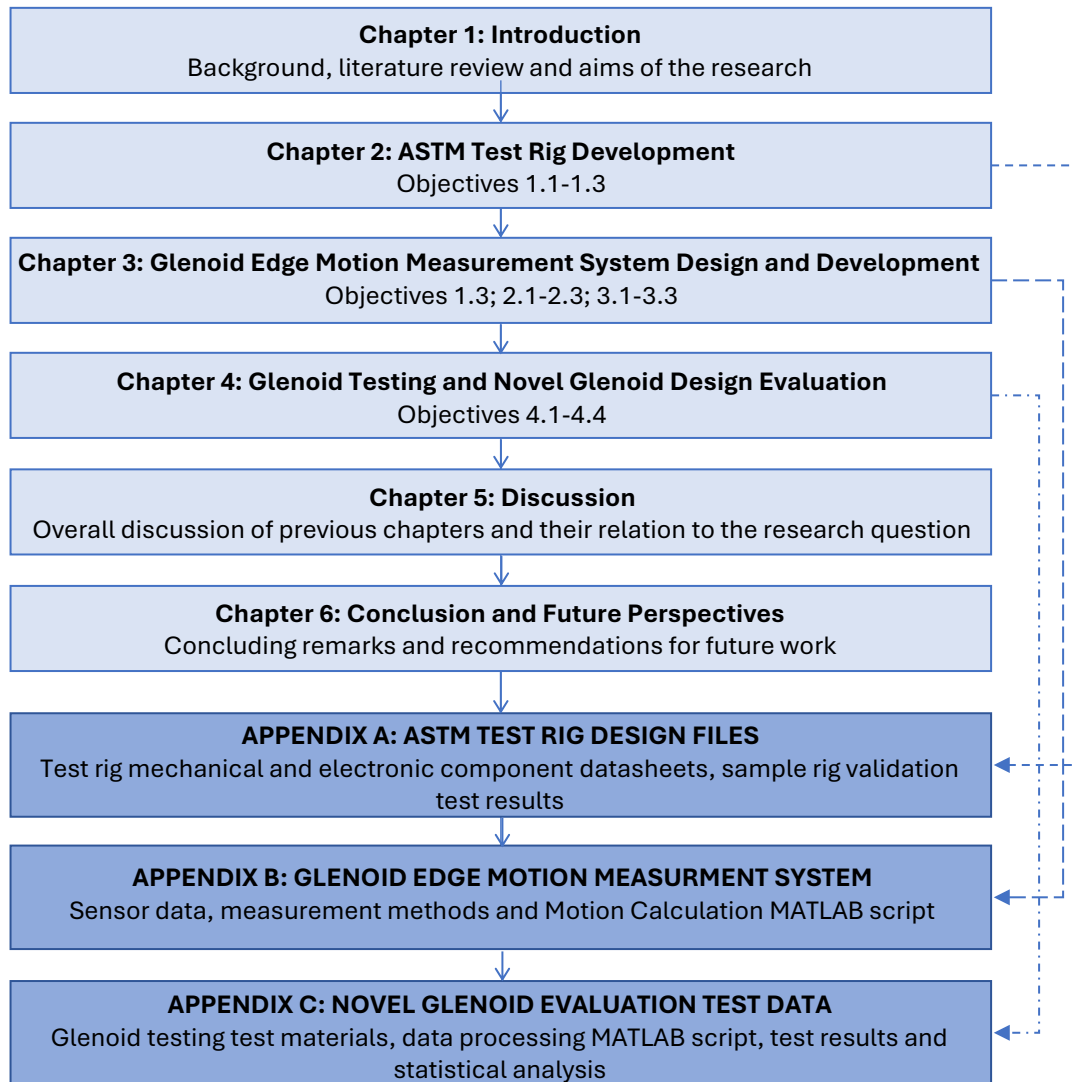 Chapter 1: Introduction
Background, literature review and aims of the research
Chapter 2: ASTM Test Rig Development
Objectives 1.1-1.3
Chapter 3: Glenoid Edge Motion Measurement System Design and Development
Objectives 1.3; 2.1-2.3; 3.1-3.3
Chapter 4: Glenoid Testing and Novel Glenoid Design Evaluation
Objectives 4.1-4.4
Chapter 5: Discussion
Overall discussion of previous chapters and their relation to the research question
Chapter 6: Conclusion and Future Perspectives
Concluding remarks and recommendations for future work
APPENDIX A: ASTM TEST RIG DESIGN FILES
Test rig mechanical and electronic component datasheets, sample rig validation
test results
APPENDIX B: GLENOID EDGE MOTION MEASURMENT SYSTEM
Sensor data, measurement methods and Motion Calculation MATLAB script
APPENDIX C: NOVEL GLENOID EVALUATION TEST DATA
Glenoid testing test materials, data processing MATLAB script, test results and
statistical analysis